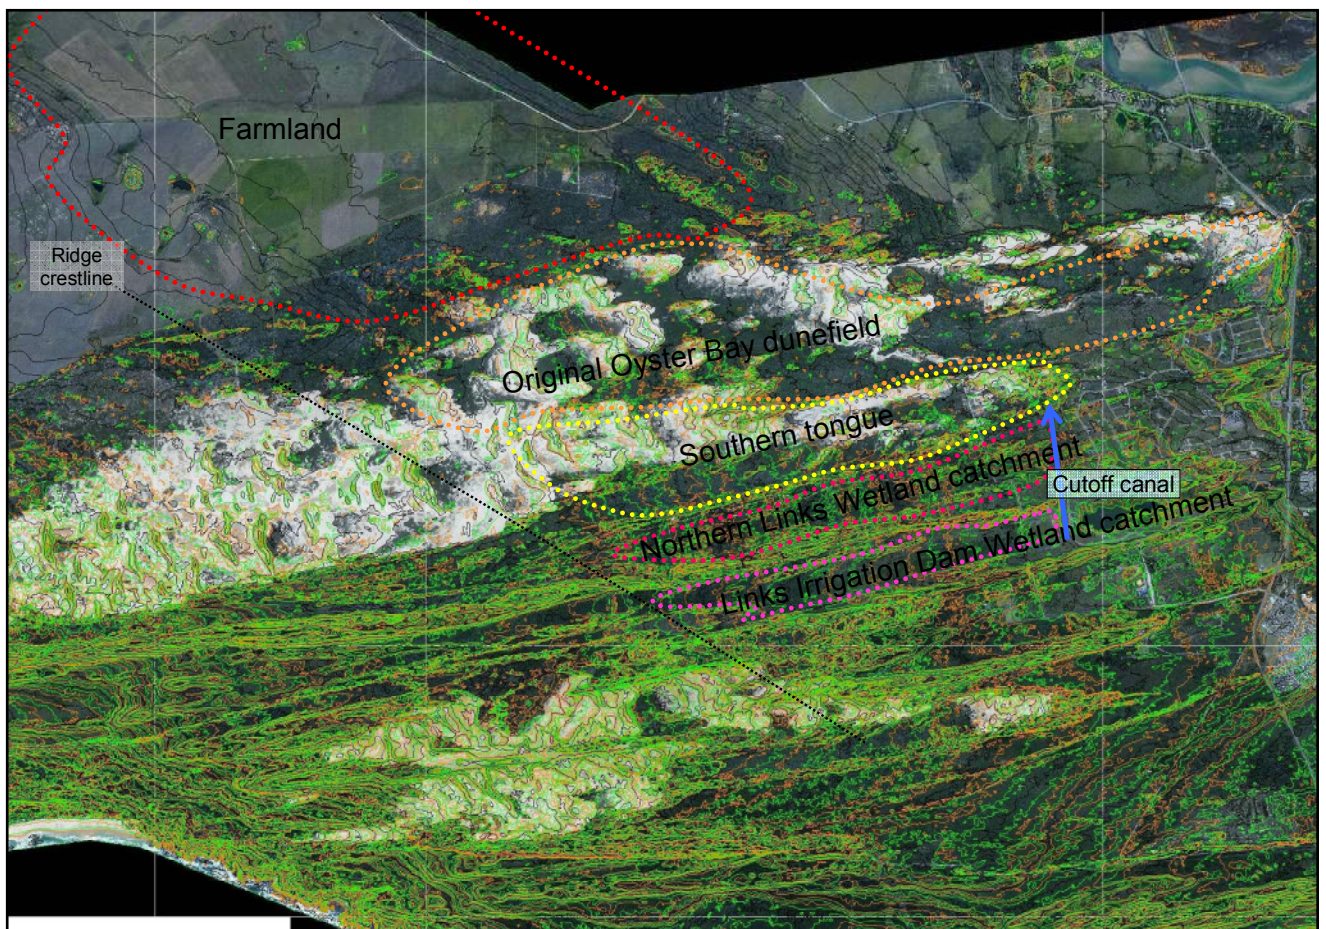 Farmland
Ridge
crestline
Original Oyster Bay dunefield
Southern tongue
Northern Links Wetland catchment
Cutoff canal
Links Irrigation Dam Wetland catchment